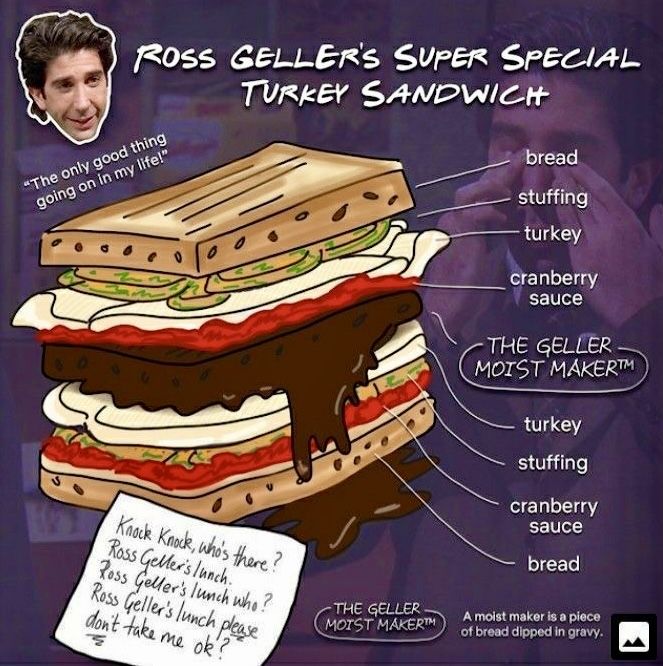 ROSS GELLER'S SUPER SPECIAL
TURKEY SANDWICH
"The only good thing
going on in my life!"
bread
stuffing
turkey
cranberry
sauce
THE GELLER
MOIST MAKER™
turkey
stuffing
cranberry
sauce
bread
Knock Knock, who's there?
Ross Geller's lunch.
Ross Geller's lunch who?
Ross Geller's lunch please
don't take me ok?
THE GELLER
MOIST MAKER™
A moist maker is a piece
of bread dipped in gravy.